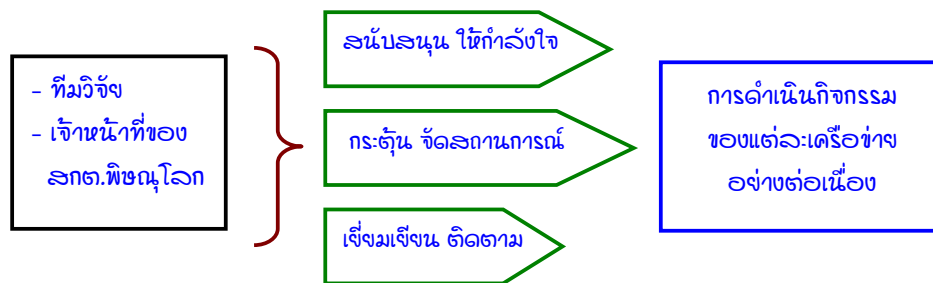 - ทีมวิจัย
- เจ้าหน้าที่ของ
สกต.พิษณุโลก
สนับสนุน ให้กำลังใจ
กระตุ้น จัดสถานการณ์
เยี่ยมเยียน ติดตาม
การดำเนินกิจกรรม
ของแต่ละเครือข่าย
อย่างต่อเนื่อง